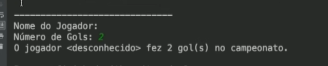 ------------------------------
Nome do Jogador:
Número de Gols: 2
O jogador <desconhecido> fez 2 gol(s) no campeonato.